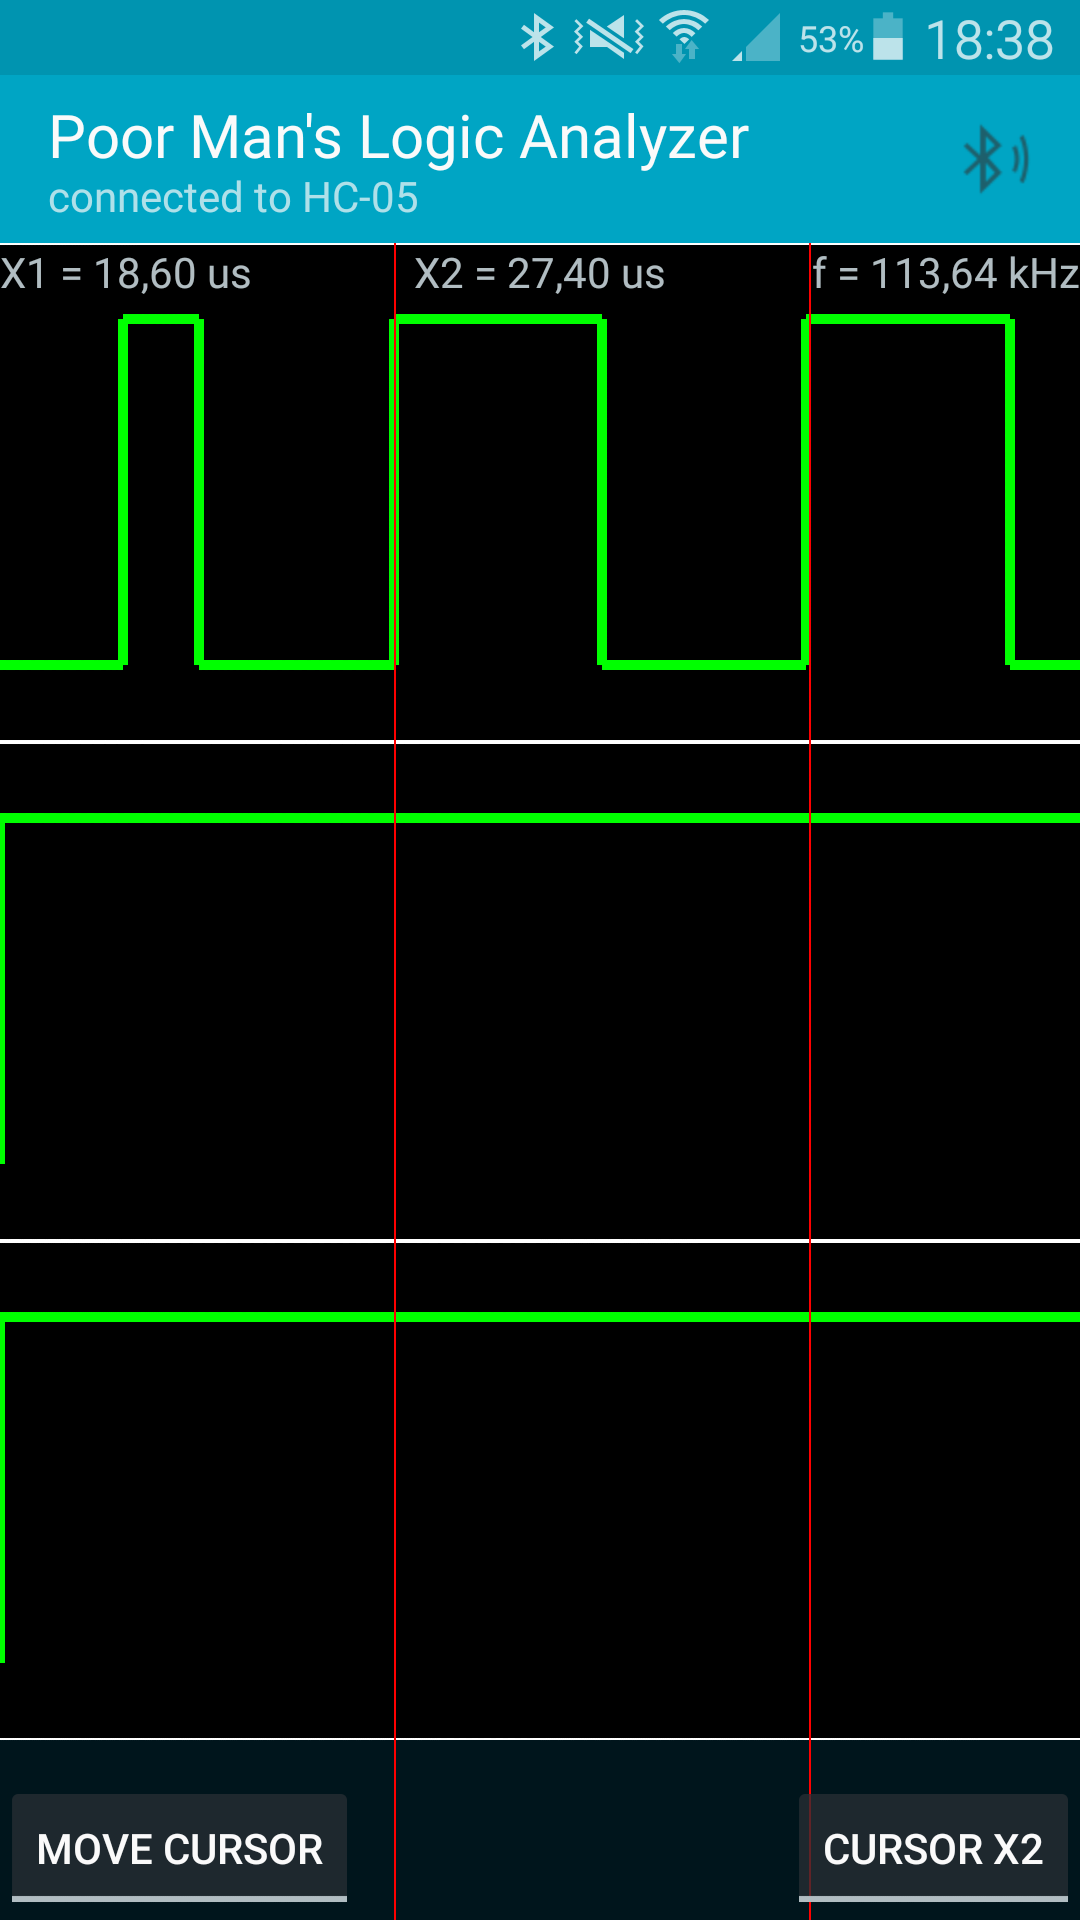 53% 18:38
Poor Man's Logic Analyzer
connected to HC-05
X1 = 18,60 us X2 = 27,40 us f = 113,64 kHz
MOVE CURSOR CURSOR X2